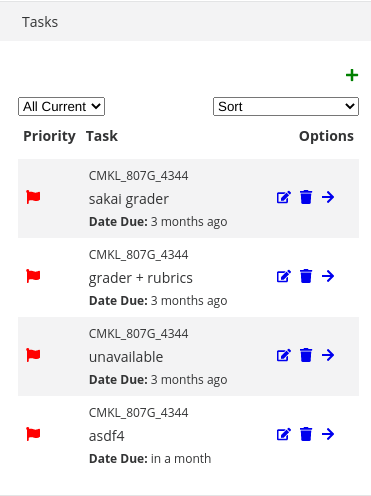 Tasks
All Current Sort
Priority Task Options
CMKL_807G_4344
sakai grader
Date Due: 3 months ago
CMKL_807G_4344
grader + rubrics
Date Due: 3 months ago
CMKL_807G_4344
unavailable
Date Due: 3 months ago
CMKL_807G_4344
asdf4
Date Due: in a month